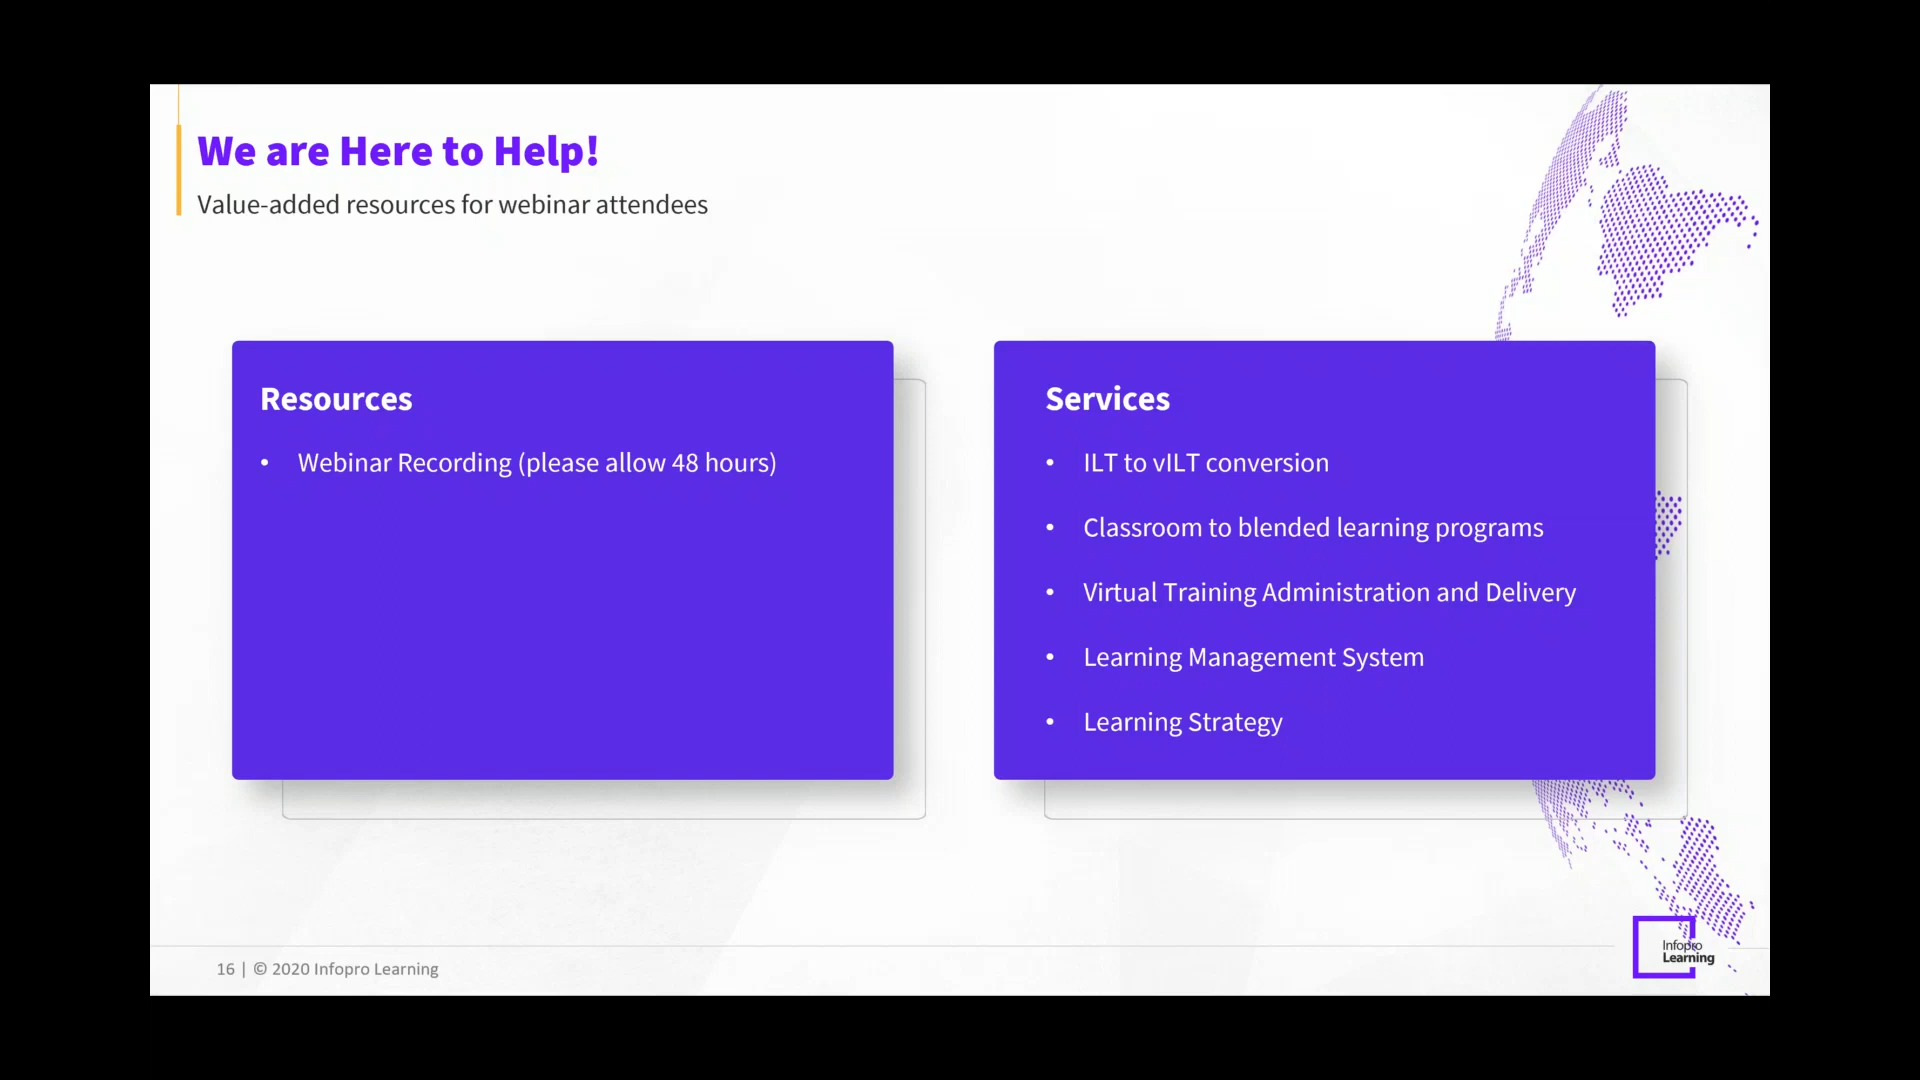 We are Here to Help!
Value-added resources for webinar attendees
Resources
• Webinar Recording (please allow 48 hours)
Services
• ILT to vILT conversion
• Classroom to blended learning programs
• Virtual Training Administration and Delivery
• Learning Management System
• Learning Strategy
16 | © 2020 Infopro Learning
Infopro
Learning